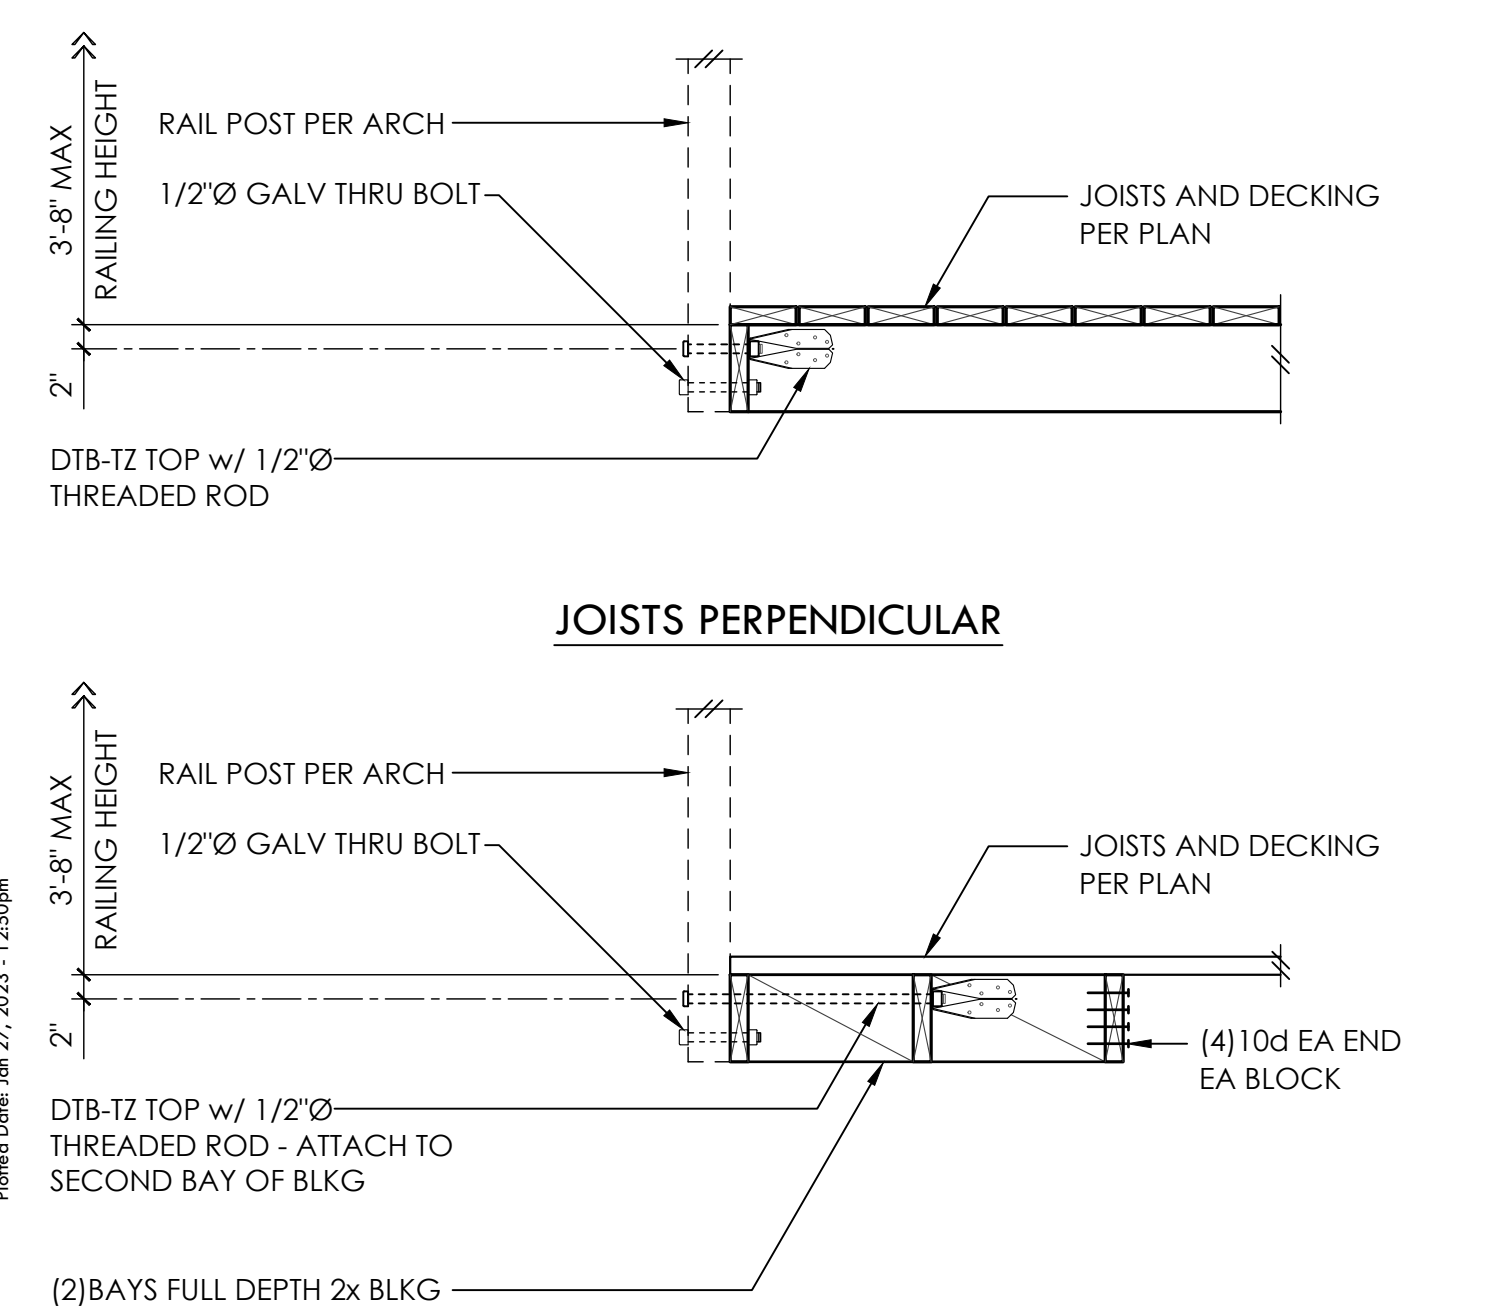 3'-8" MAX
RAILING HEIGHT
2"
RAIL POST PER ARCH
1/2"Ø GALV THRU BOLT
JOISTS AND DECKING
PER PLAN
DTB-TZ TOP w/ 1/2"Ø
THREADED ROD
JOISTS PERPENDICULAR
3'-8" MAX
RAILING HEIGHT
2"
RAIL POST PER ARCH
1/2"Ø GALV THRU BOLT
JOISTS AND DECKING
PER PLAN
(4)10d EA END
EA BLOCK
DTB-TZ TOP w/ 1/2"Ø
THREADED ROD - ATTACH TO
SECOND BAY OF BLKG
(2)BAYS FULL DEPTH 2x BLKG
Plotted Date: Jan 27, 2023 - 12:50pm